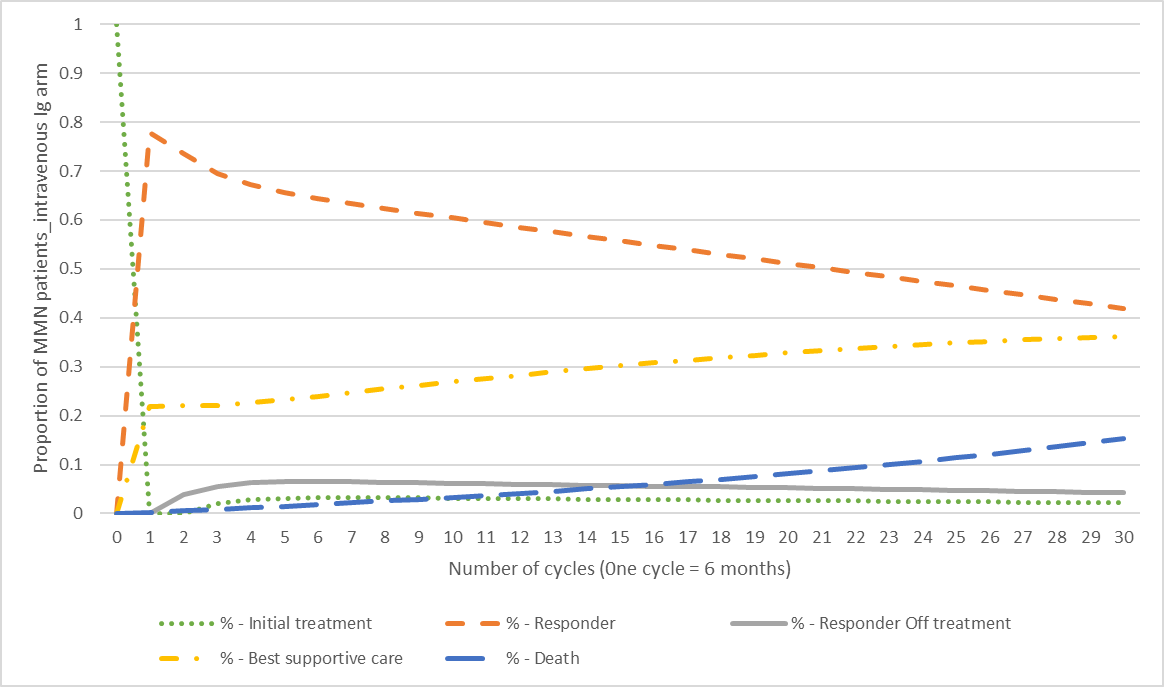 Proportion of MMN patients_intravenous Ig arm
1
0.9
0.8
0.7
0.6
0.5
0.4
0.3
0.2
0.1
0
0 1 2 3 4 5 6 7 8 9 10 11 12 13 14 15 16 17 18 19 20 21 22 23 24 25 26 27 28 29 30
Number of cycles (0ne cycle = 6 months)
% - Initial treatment % - Responder % - Responder Off treatment
% - Best supportive care % - Death